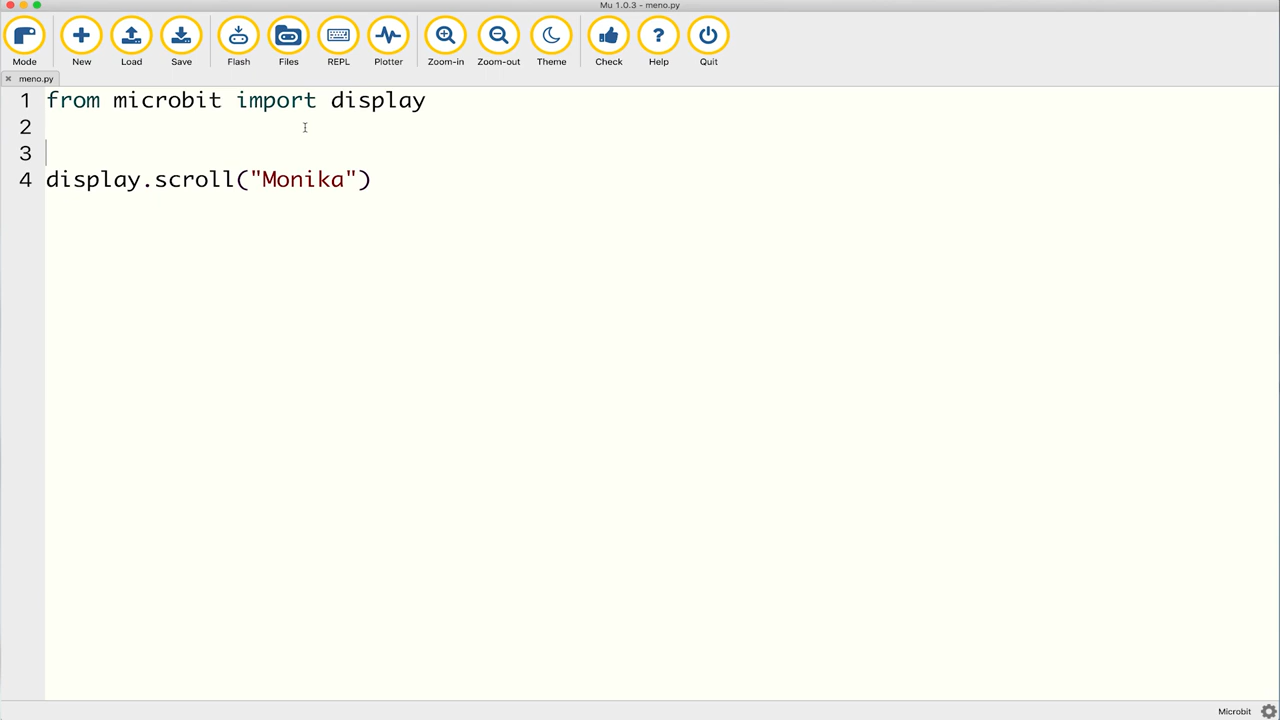 Mu 1.0.3 - meno.py
Mode New Load Save Flash Files REPL Plotter Zoom-in Zoom-out Theme Check Help Quit
meno.py
1 from microbit import display
2
3
4 display.scroll("Monika")
Microbit